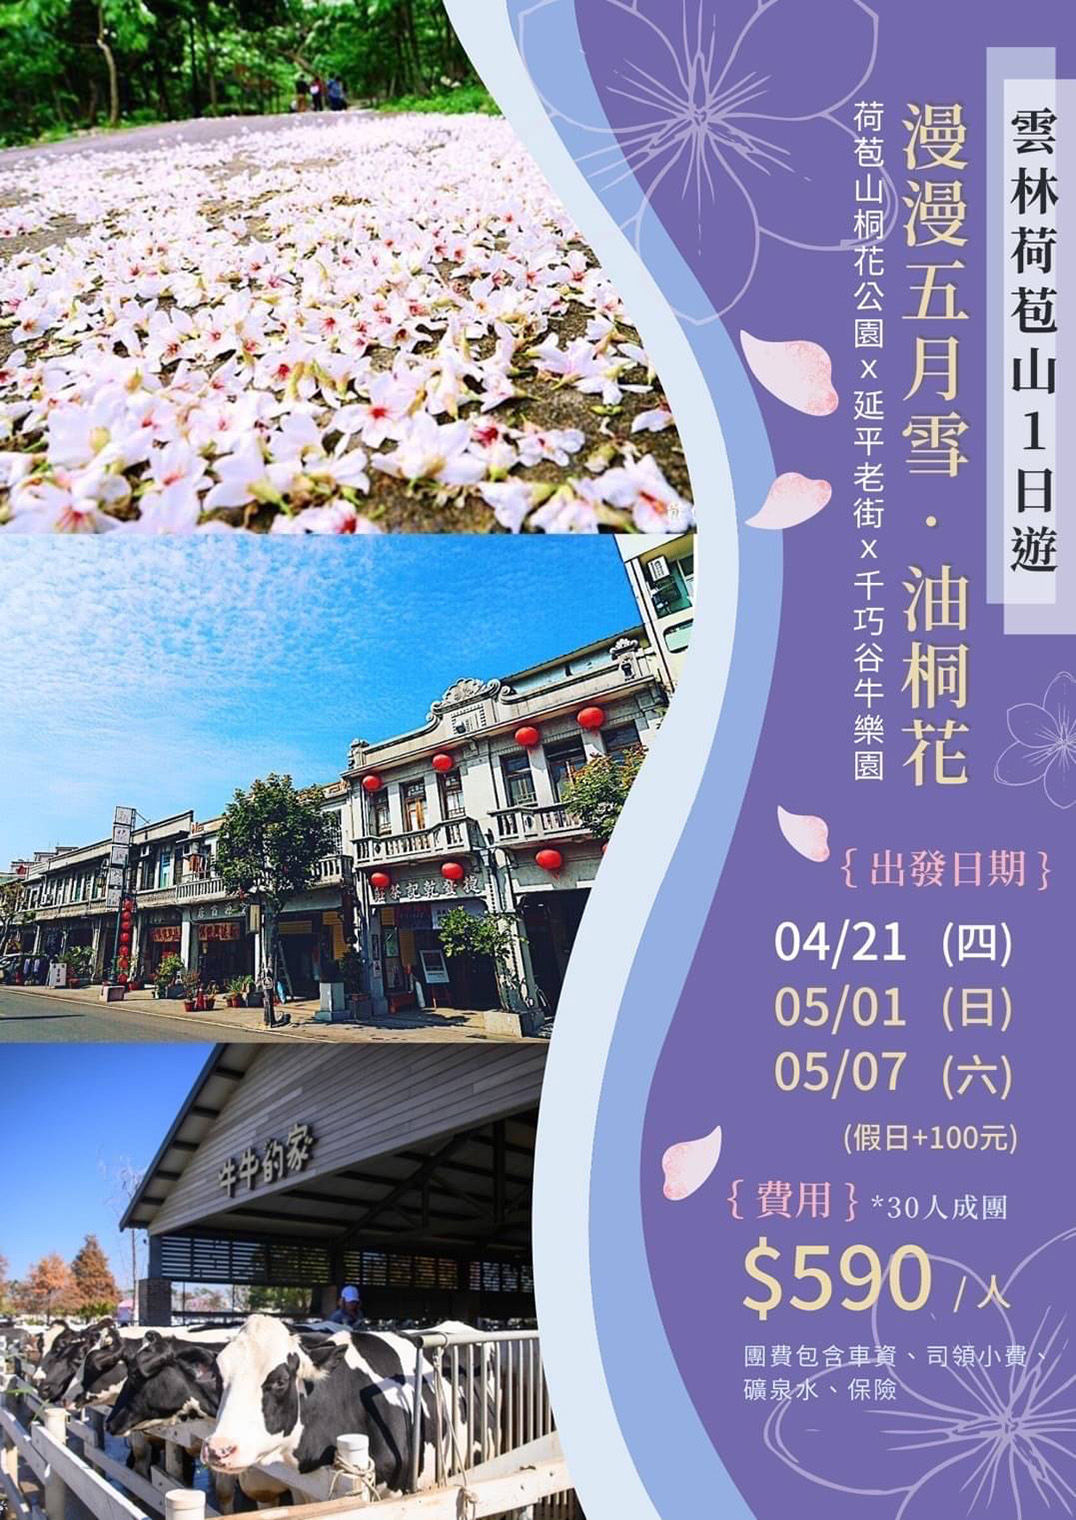 雲林荷苞山1日遊
漫漫五月雪·油桐花
荷苞山桐花公園x延平老街x千巧谷牛樂園
{出發日期}
04/21 (四)
05/01 (日)
05/07 (六)
(假日+100元)
{費用} *30人成團
$590 /人
團費包含車資、司領小費、
礦泉水、保險
牛牛的家